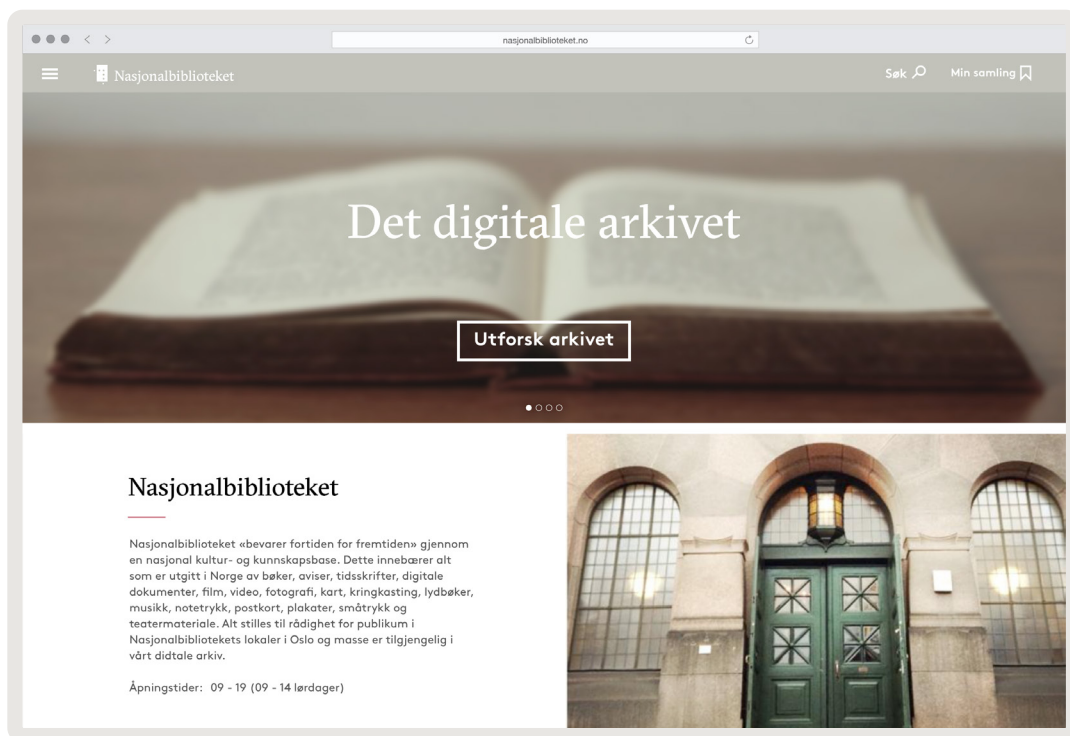 nasjonalbiblioteket.no
Nasjonalbiblioteket
Søk
Min samling
Det digitale arkivet
Utforsk arkivet
Nasjonalbiblioteket
Nasjonalbiblioteket «bevarer fortiden for fremtiden» gjennom
en nasjonal kultur- og kunnskapsbase. Dette innebærer alt
som er utgitt i Norge av bøker, aviser, tidsskrifter, digitale
dokumenter, film, video, fotografi, kart, kringkasting, lydbøker,
musikk, notetrykk, postkort, plakater, småtrykk og
teatermateriale. Alt stilles til rådighet for publikum i
Nasjonalbibliotekets lokaler i Oslo og masse er tilgjengelig i
vårt didtale arkiv.
Åpningstider: 09 - 19 (09 - 14 lørdager)